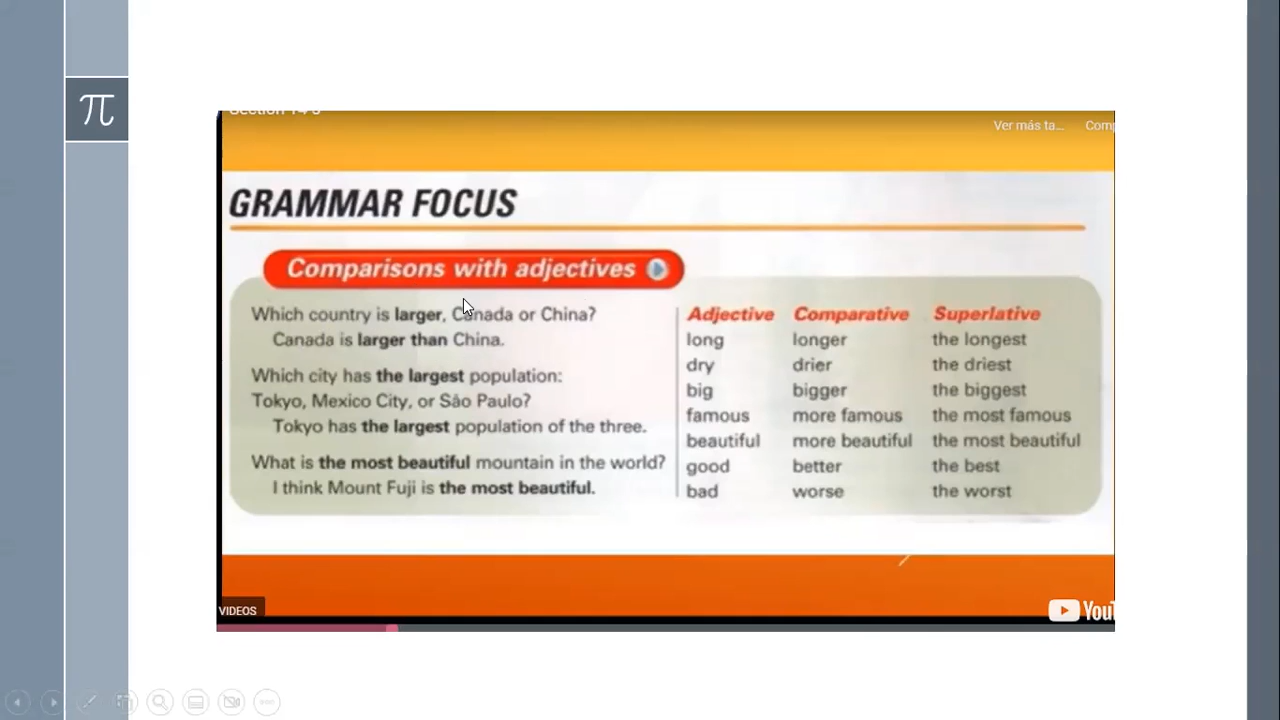 π
Ver más ta...
GRAMMAR FOCUS
Comparisons with adjectives
Which country is larger, Canada or China?
Canada is larger than China.
Which city has the largest population:
Tokyo, Mexico City, or São Paulo?
Tokyo has the largest population of the three.
What is the most beautiful mountain in the world?
I think Mount Fuji is the most beautiful.
Adjective Comparative Superlative
long longer the longest
dry drier the driest
big bigger the biggest
famous more famous the most famous
beautiful more beautiful the most beautiful
good better the best
bad worse the worst
VIDEOS